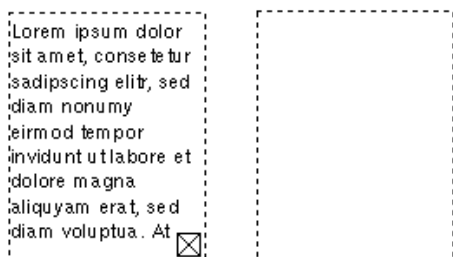 Lorem ipsum dolor
sit amet, consetetur
sadipscing elitr, sed
diam nonumy
eirmod tempor
invidunt ut labore et
dolore magna
aliquyam erat, sed
diam voluptua. At